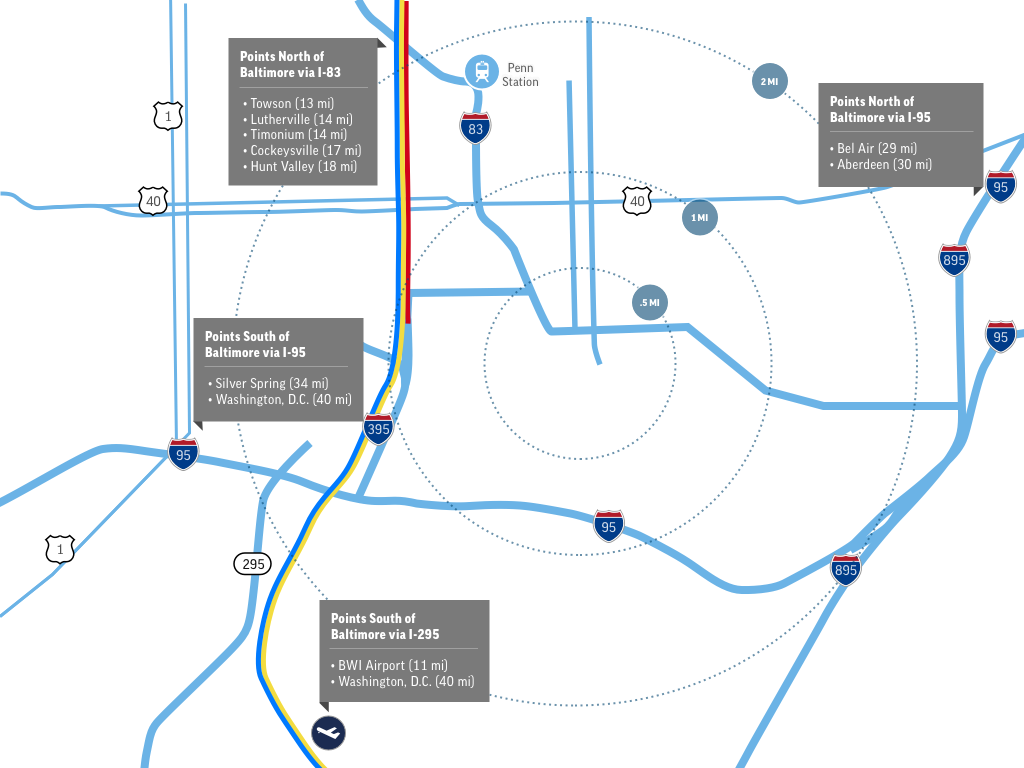 Points North of
Baltimore via I-83
• Towson (13 mi)
• Lutherville (14 mi)
• Timonium (14 mi)
• Cockeysville (17 mi)
• Hunt Valley (18 mi)
Penn
Station
83
2 MI
Points North of
Baltimore via I-95
• Bel Air (29 mi)
• Aberdeen (30 mi)
1
40
40
95
1 MI
895
.5 MI
95
Points South of
Baltimore via I-95
• Silver Spring (34 mi)
• Washington, D.C. (40 mi)
395
95
95
1
295
895
Points South of
Baltimore via I-295
• BWI Airport (11 mi)
• Washington, D.C. (40 mi)